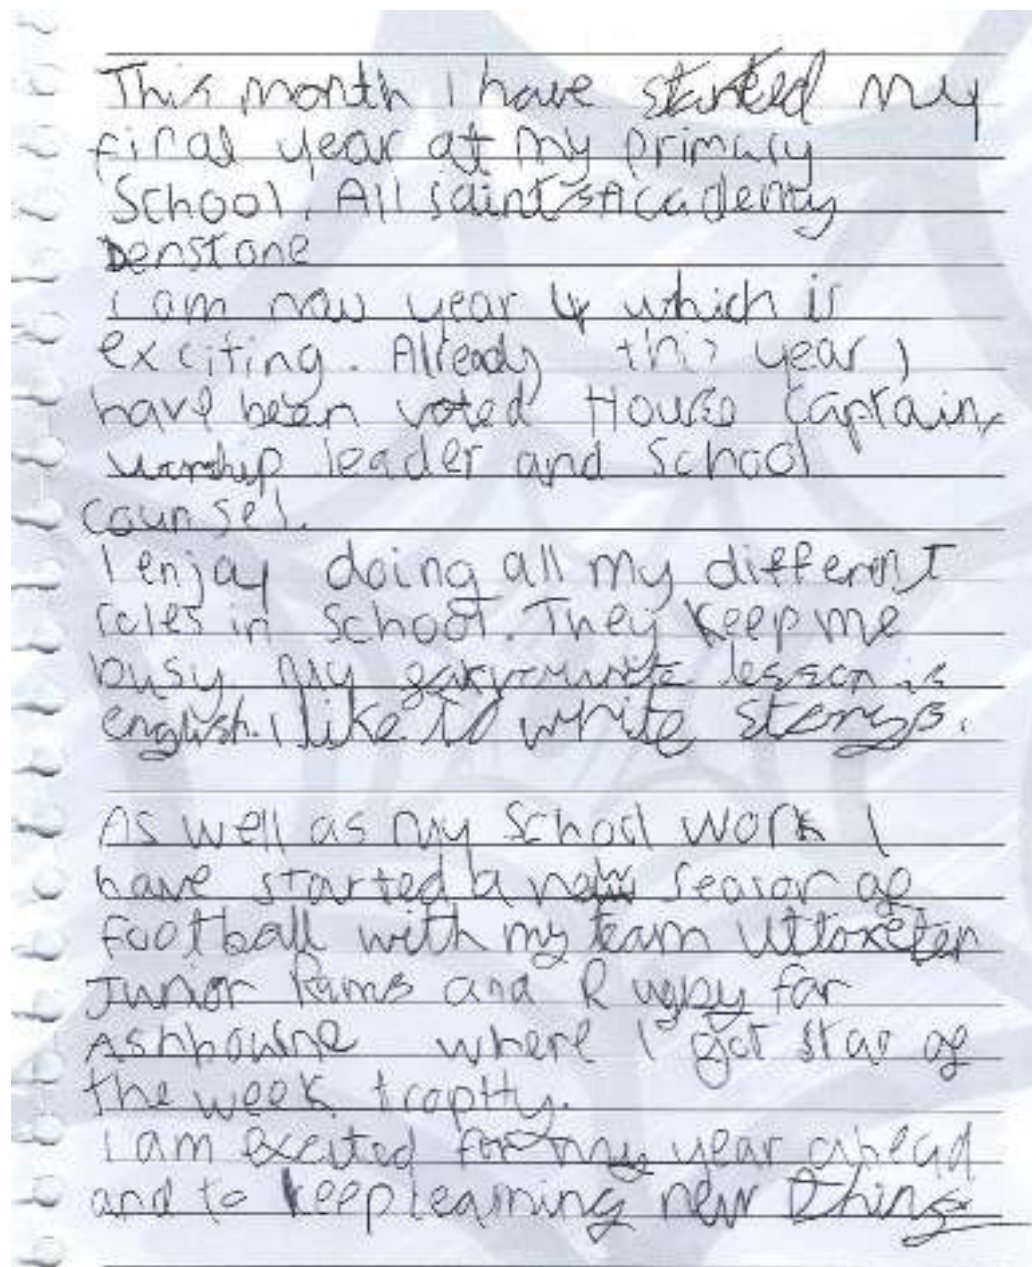 This month I have started my
final year at my primary
School, All saints Academy
Denstone
I am now year 4 which is
exciting. Already this year I
have been voted House Captain,
worship leader and School
counsel.
I enjoy doing all my different
roles in School. They keep me
busy my lesson is
english. I like to write storys.
As well as my School work I
have started a new season of
football with my team Uttoxeter
Junior Rams and Rugby for
Ashbourne where I got star of
the week trophy.
I am excited for my year ahead
and to keep learning new things